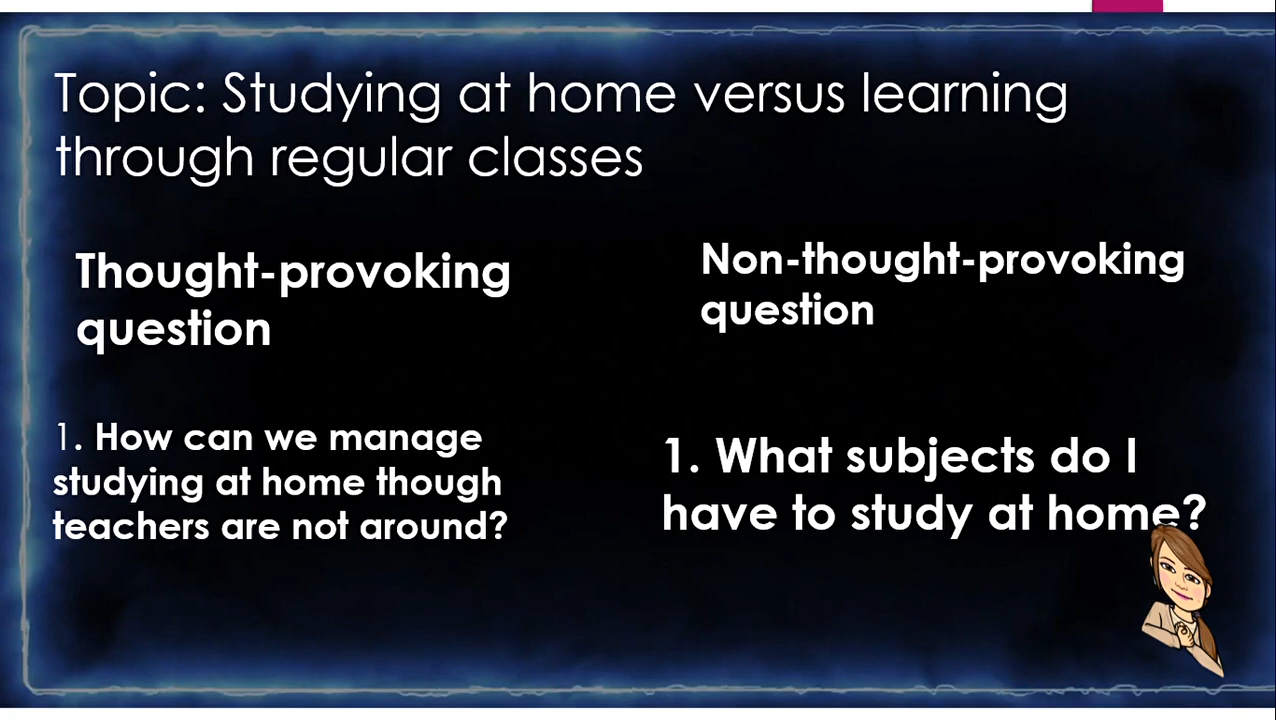 Topic: Studying at home versus learning
through regular classes
Thought-provoking
question
1. How can we manage
studying at home though
teachers are not around?
Non-thought-provoking
question
1. What subjects do I
have to study at home?